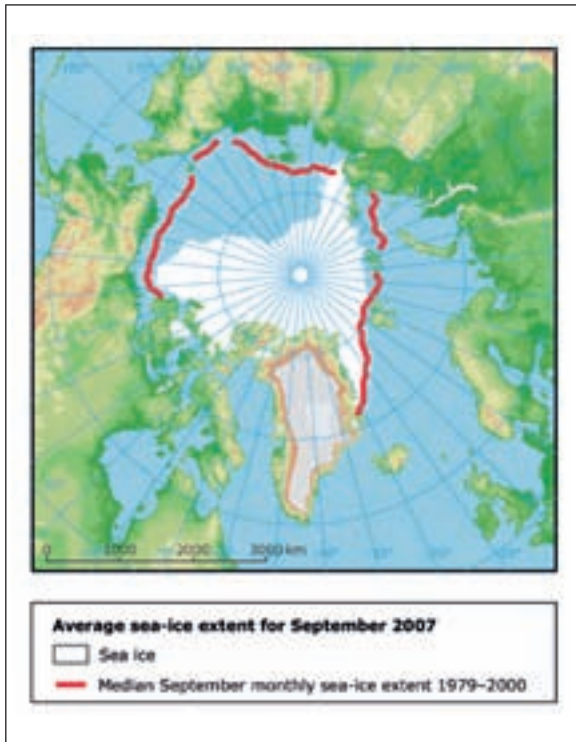 0 1000 2000 3000 km
Average sea-ice extent for September 2007
Sea ice
Median September monthly sea-ice extent 1979–2000